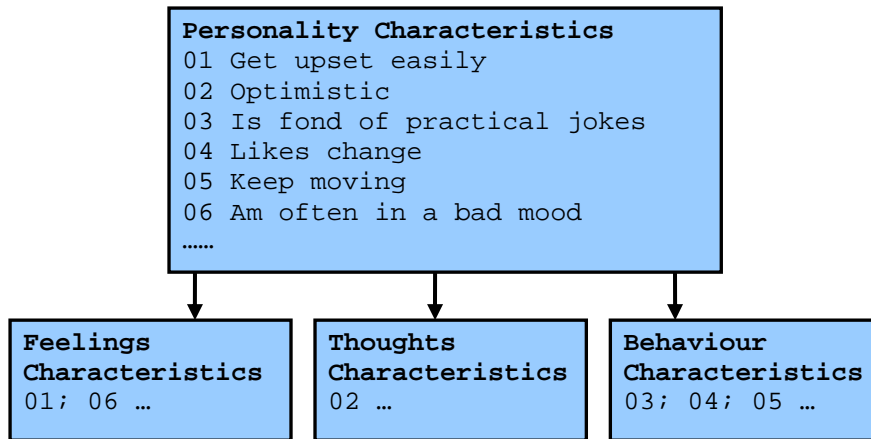 Personality Characteristics
01 Get upset easily
02 Optimistic
03 Is fond of practical jokes
04 Likes change
05 Keep moving
06 Am often in a bad mood
……
Feelings
Characteristics
01; 06 …
Thoughts
Characteristics
02 …
Behaviour
Characteristics
03; 04; 05 …